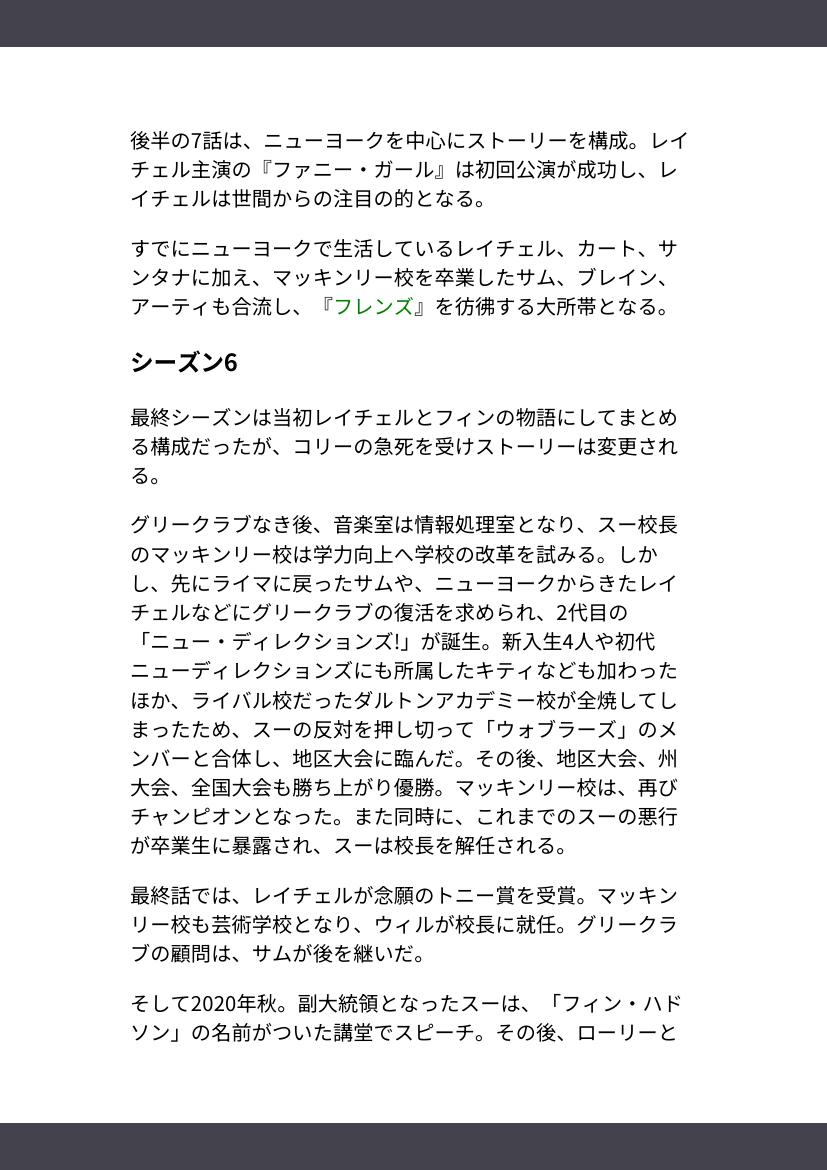 後半の7話は、ニューヨークを中心にストーリーを構成。レイ
チェル主演の『ファニー・ガール』は初回公演が成功し、レ
イチェルは世間からの注目の的となる。
すでにニューヨークで生活しているレイチェル、カート、サ
ンタナに加え、マッキンリー校を卒業したサム、ブレイン、
アーティも合流し、『フレンズ』を彷彿する大所帯となる。
シーズン6
最終シーズンは当初レイチェルとフィンの物語にしてまとめ
る構成だったが、コリーの急死を受けストーリーは変更され
る。
グリークラブなき後、音楽室は情報処理室となり、スー校長
のマッキンリー校は学力向上へ学校の改革を試みる。しか
し、先にライマに戻ったサムや、ニューヨークからきたレイ
チェルなどにグリークラブの復活を求められ、2代目の
「ニュー・ディレクションズ!」が誕生。新入生4人や初代
ニューディレクションズにも所属したキティなども加わった
ほか、ライバル校だったダルトンアカデミー校が全焼してし
まったため、スーの反対を押し切って「ウォブラーズ」のメ
ンバーと合体し、地区大会に臨んだ。その後、地区大会、州
大会、全国大会も勝ち上がり優勝。マッキンリー校は、再び
チャンピオンとなった。また同時に、これまでのスーの悪行
が卒業生に暴露され、スーは校長を解任される。
最終話では、レイチェルが念願のトニー賞を受賞。マッキン
リー校も芸術学校となり、ウィルが校長に就任。グリークラ
ブの顧問は、サムが後を継いだ。
そして2020年秋。副大統領となったスーは、「フィン・ハド
ソン」の名前がついた講堂でスピーチ。その後、ローリーと